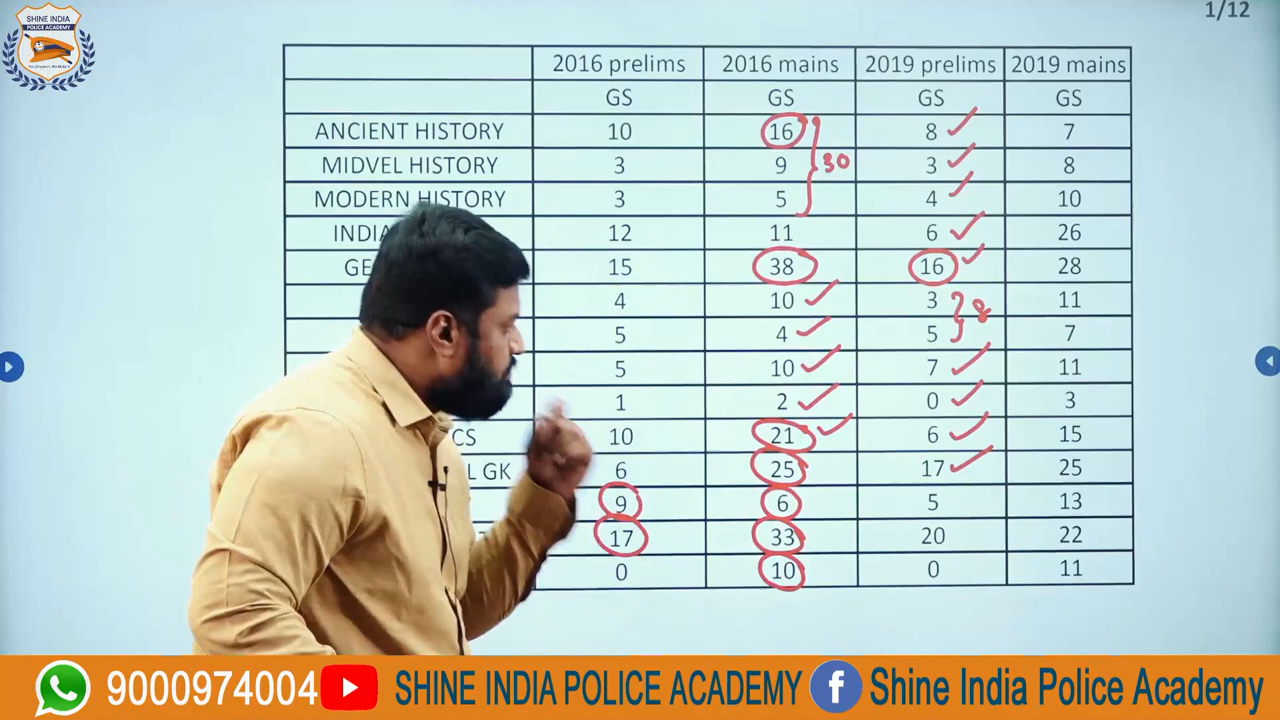 1/12
SHINE INDIA
POLICE ACADEMY
2016 prelims 2016 mains 2019 prelims 2019 mains
GS GS GS GS
ANCIENT HISTORY 10 16 8 7
MIDVEL HISTORY 3 9 30 3 8
MODERN HISTORY 3 5 4 10
INDIA 12 11 6 26
GE 15 38 16 28
4 10 3 11
8
5 4 5 7
5 10 7 11
1 2 0 3
CS 10 21 6 15
L GK 6 25 17 25
9 6 5 13
17 33 20 22
0 10 0 11
9000974004 SHINE INDIA POLICE ACADEMY f Shine India Police Academy